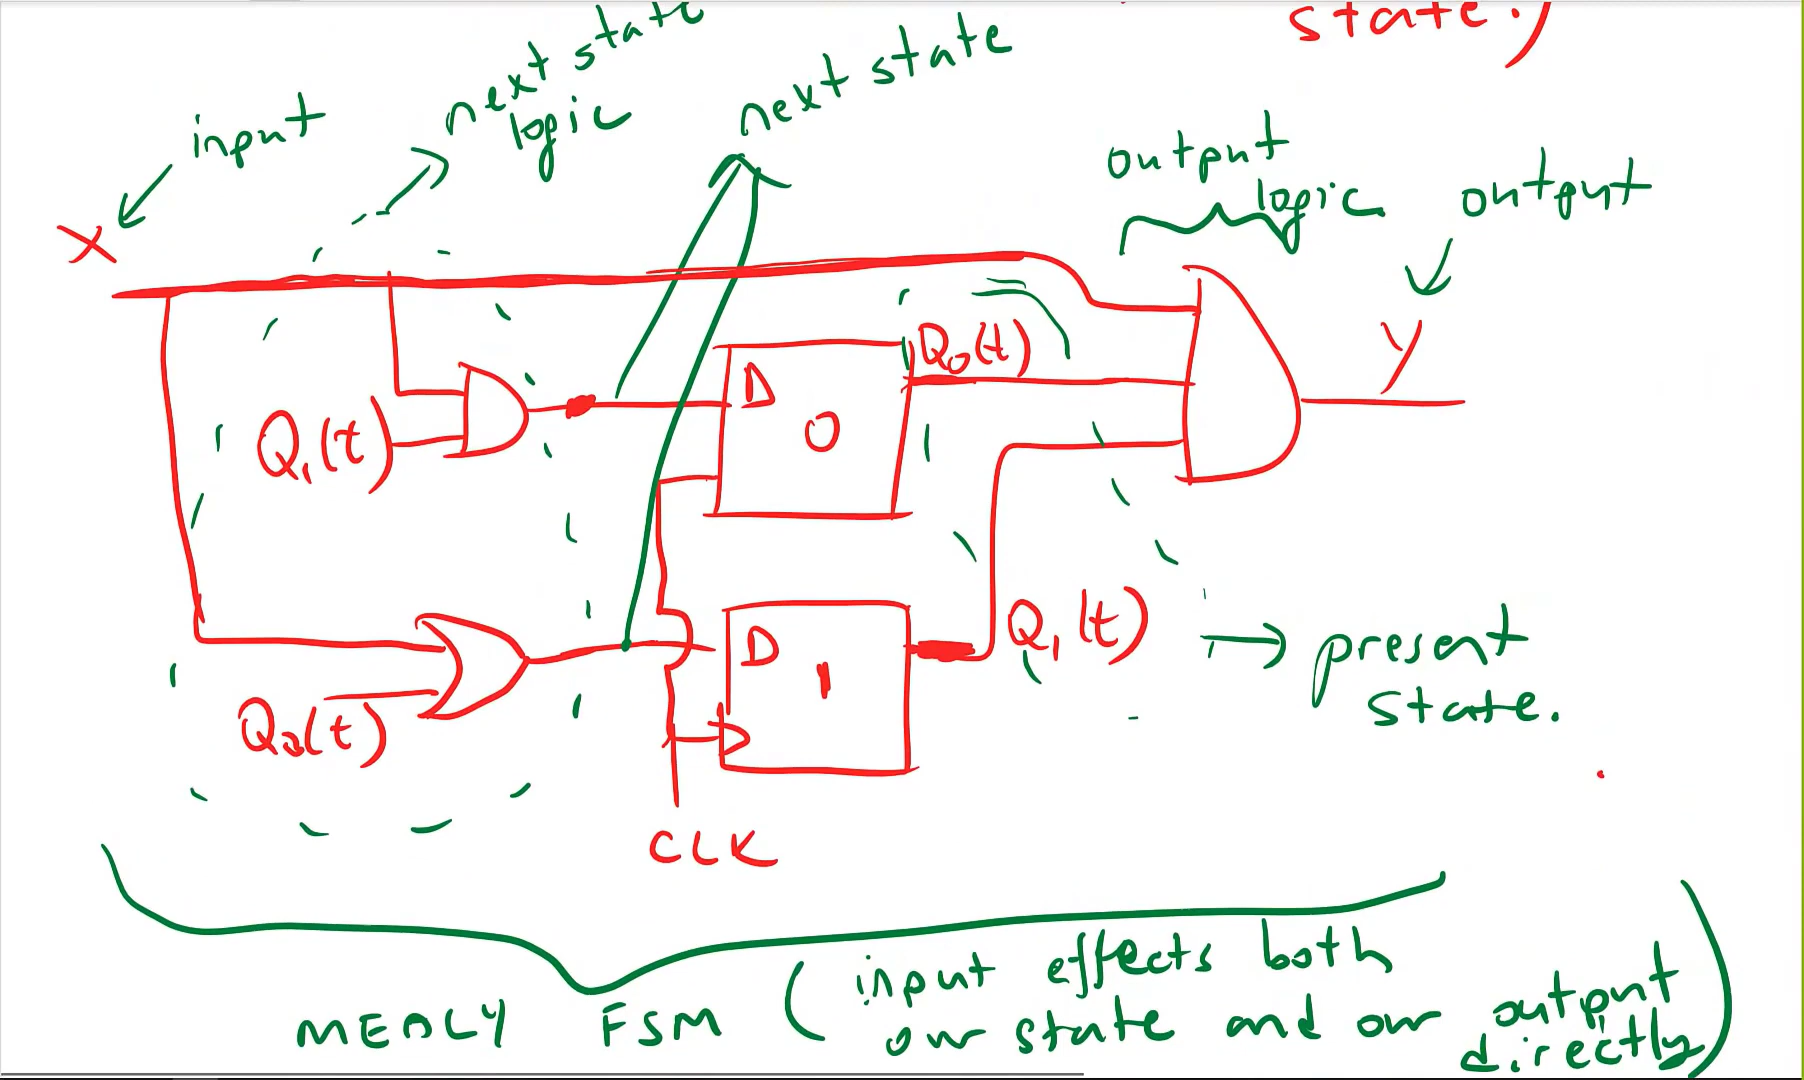 state.)
next state
logic
next state
input
output
logic
output
X
Q₀(t)
y
D
0
Q₁(t)
Q₁(t)
D
1
present
state.
Q₀(t)
CLK
MEALY FSM (input effects both
our state and our output
directly)